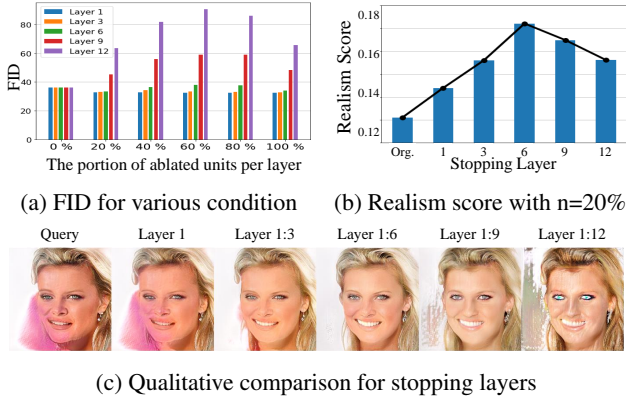 Layer 1
Layer 3
Layer 6
Layer 9
Layer 12
80
60
40
20
0
FID
0 % 20 % 40 % 60 % 80 % 100 %
The portion of ablated units per layer
(a) FID for various condition
0.18
0.16
0.14
0.12
Realism Score
Org. 1 3 6 9 12
Stopping Layer
(b) Realism score with n=20%
Query Layer 1 Layer 1:3 Layer 1:6 Layer 1:9 Layer 1:12
(c) Qualitative comparison for stopping layers